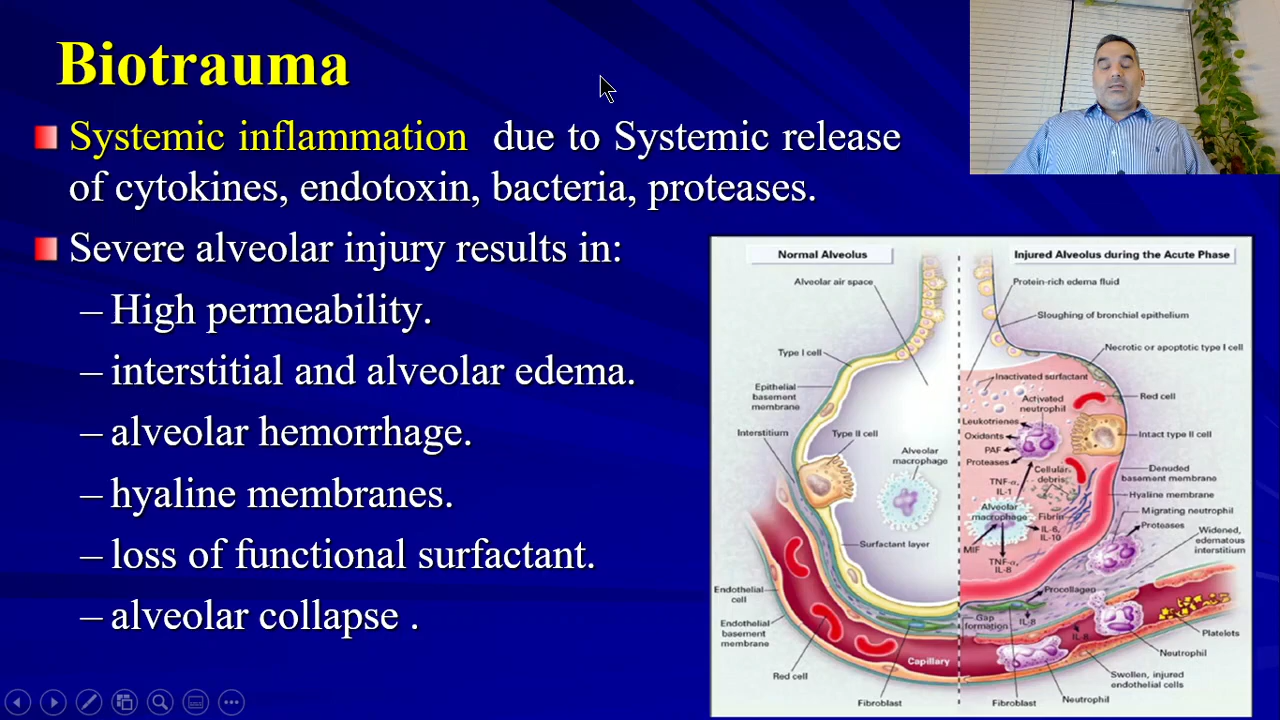 Biotrauma
Systemic inflammation due to Systemic release
of cytokines, endotoxin, bacteria, proteases.
Severe alveolar injury results in:
– High permeability.
– interstitial and alveolar edema.
– alveolar hemorrhage.
– hyaline membranes.
– loss of functional surfactant.
– alveolar collapse .
Normal Alveolus
Alveolar air space
Type I cell
Epithelial
basement
membrane
Interstitium
Type II cell
Alveolar
macrophage
Surfactant layer
Endothelial
cell
Endothelial
basement
membrane
Red cell
Capillary
Fibroblast
Injured Alveolus during the Acute Phase
Protein-rich edema fluid
Sloughing of bronchial epithelium
Necrotic or apoptotic type I cell
Inactivated surfactant
Red cell
Activated
neutrophil
Leukotrienes
Oxidants
PAF
Proteases
Intact type II cell
Cellular
debris
TNF-α,
IL-1
Denuded
basement membrane
Hyaline membrane
Alveolar
macrophage
Fibrin
Migrating neutrophil
Proteases
IL-6,
IL-10
Widened,
edematous
interstitium
MIF
TNF-α,
IL-8
Procollagen
Gap
formation
IL-8
IL-8
Platelets
Neutrophil
Swollen, injured
endothelial cells
Neutrophil
Fibroblast